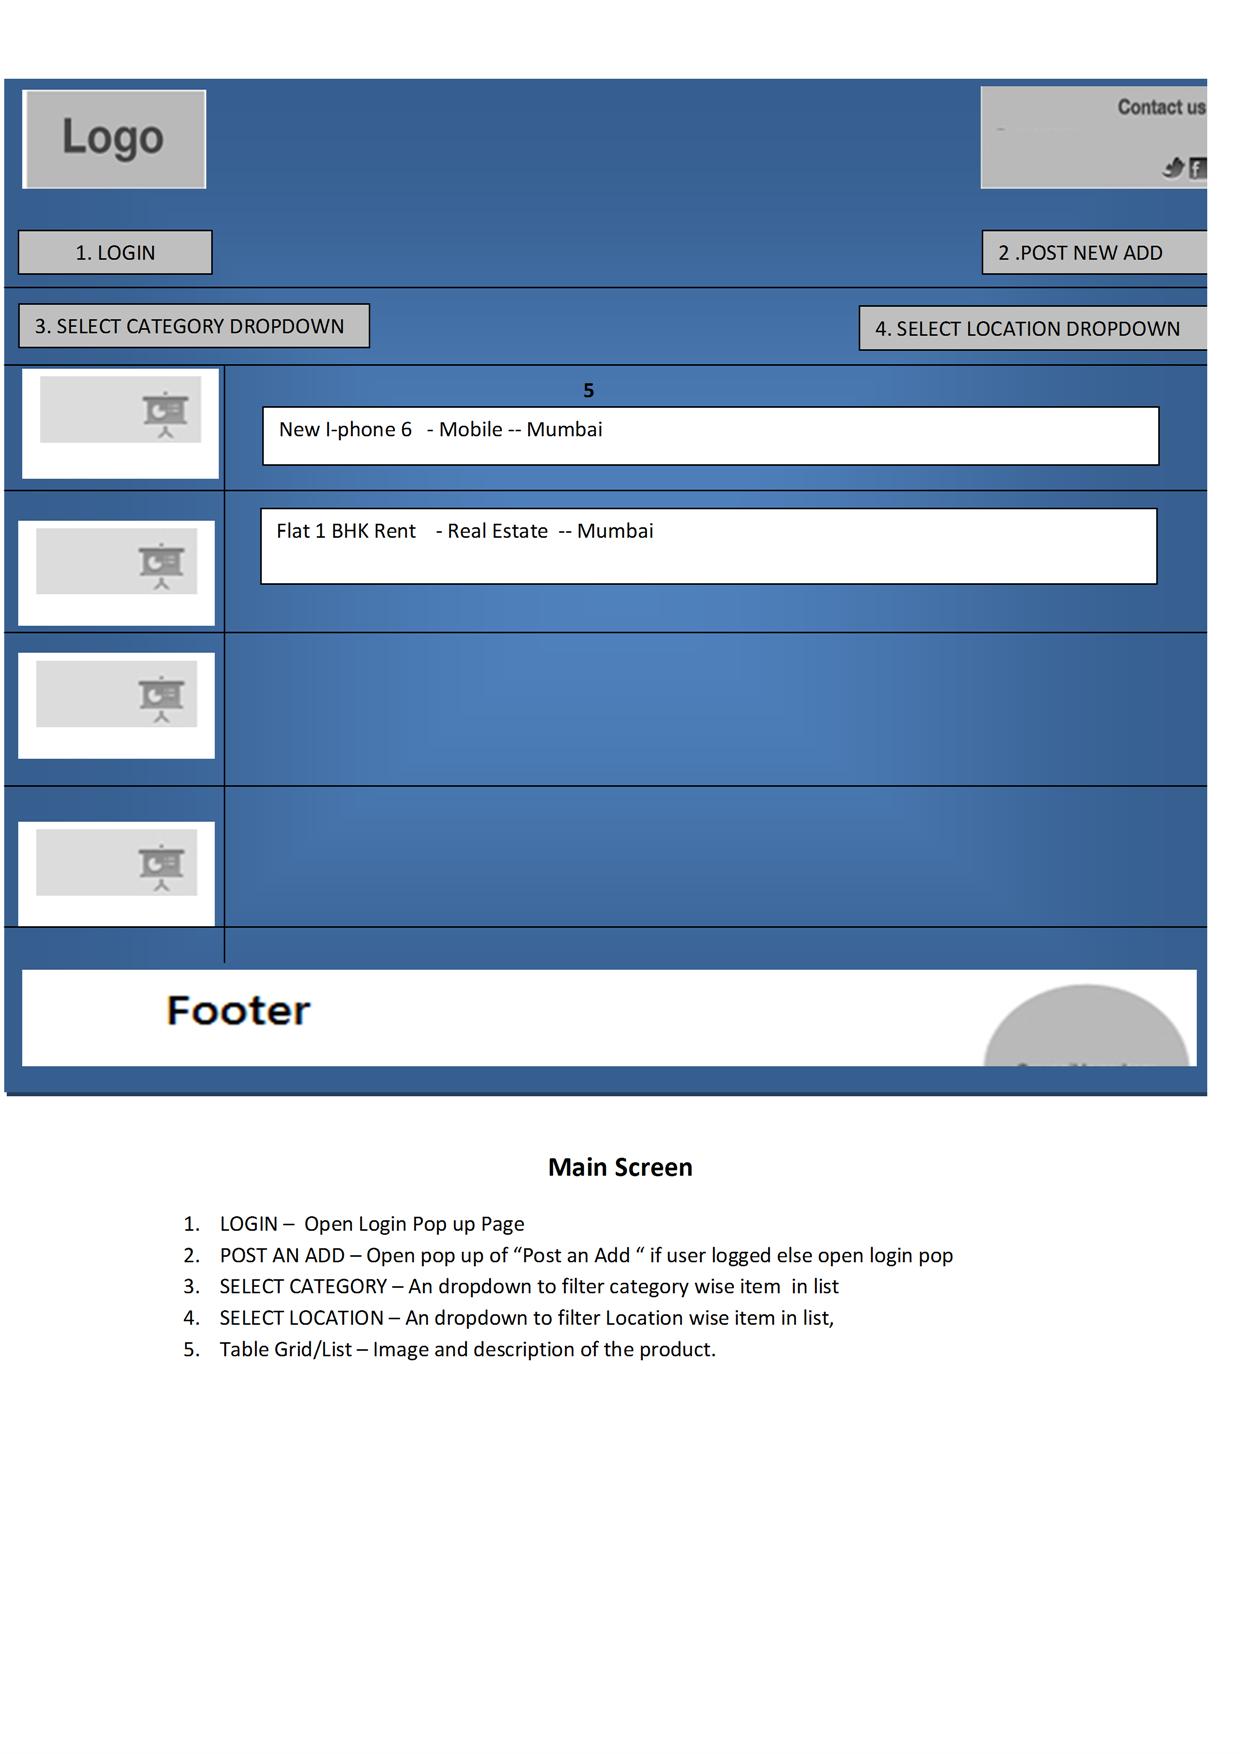 Logo
Contact us
1. LOGIN
2 .POST NEW ADD
3. SELECT CATEGORY DROPDOWN
4. SELECT LOCATION DROPDOWN
5
New I-phone 6   - Mobile -- Mumbai
Flat 1 BHK Rent    - Real Estate  -- Mumbai
Footer
Main Screen
1. LOGIN –  Open Login Pop up Page
2. POST AN ADD – Open pop up of “Post an Add “ if user logged else open login pop
3. SELECT CATEGORY – An dropdown to filter category wise item  in list
4. SELECT LOCATION – An dropdown to filter Location wise item in list,
5. Table Grid/List – Image and description of the product.